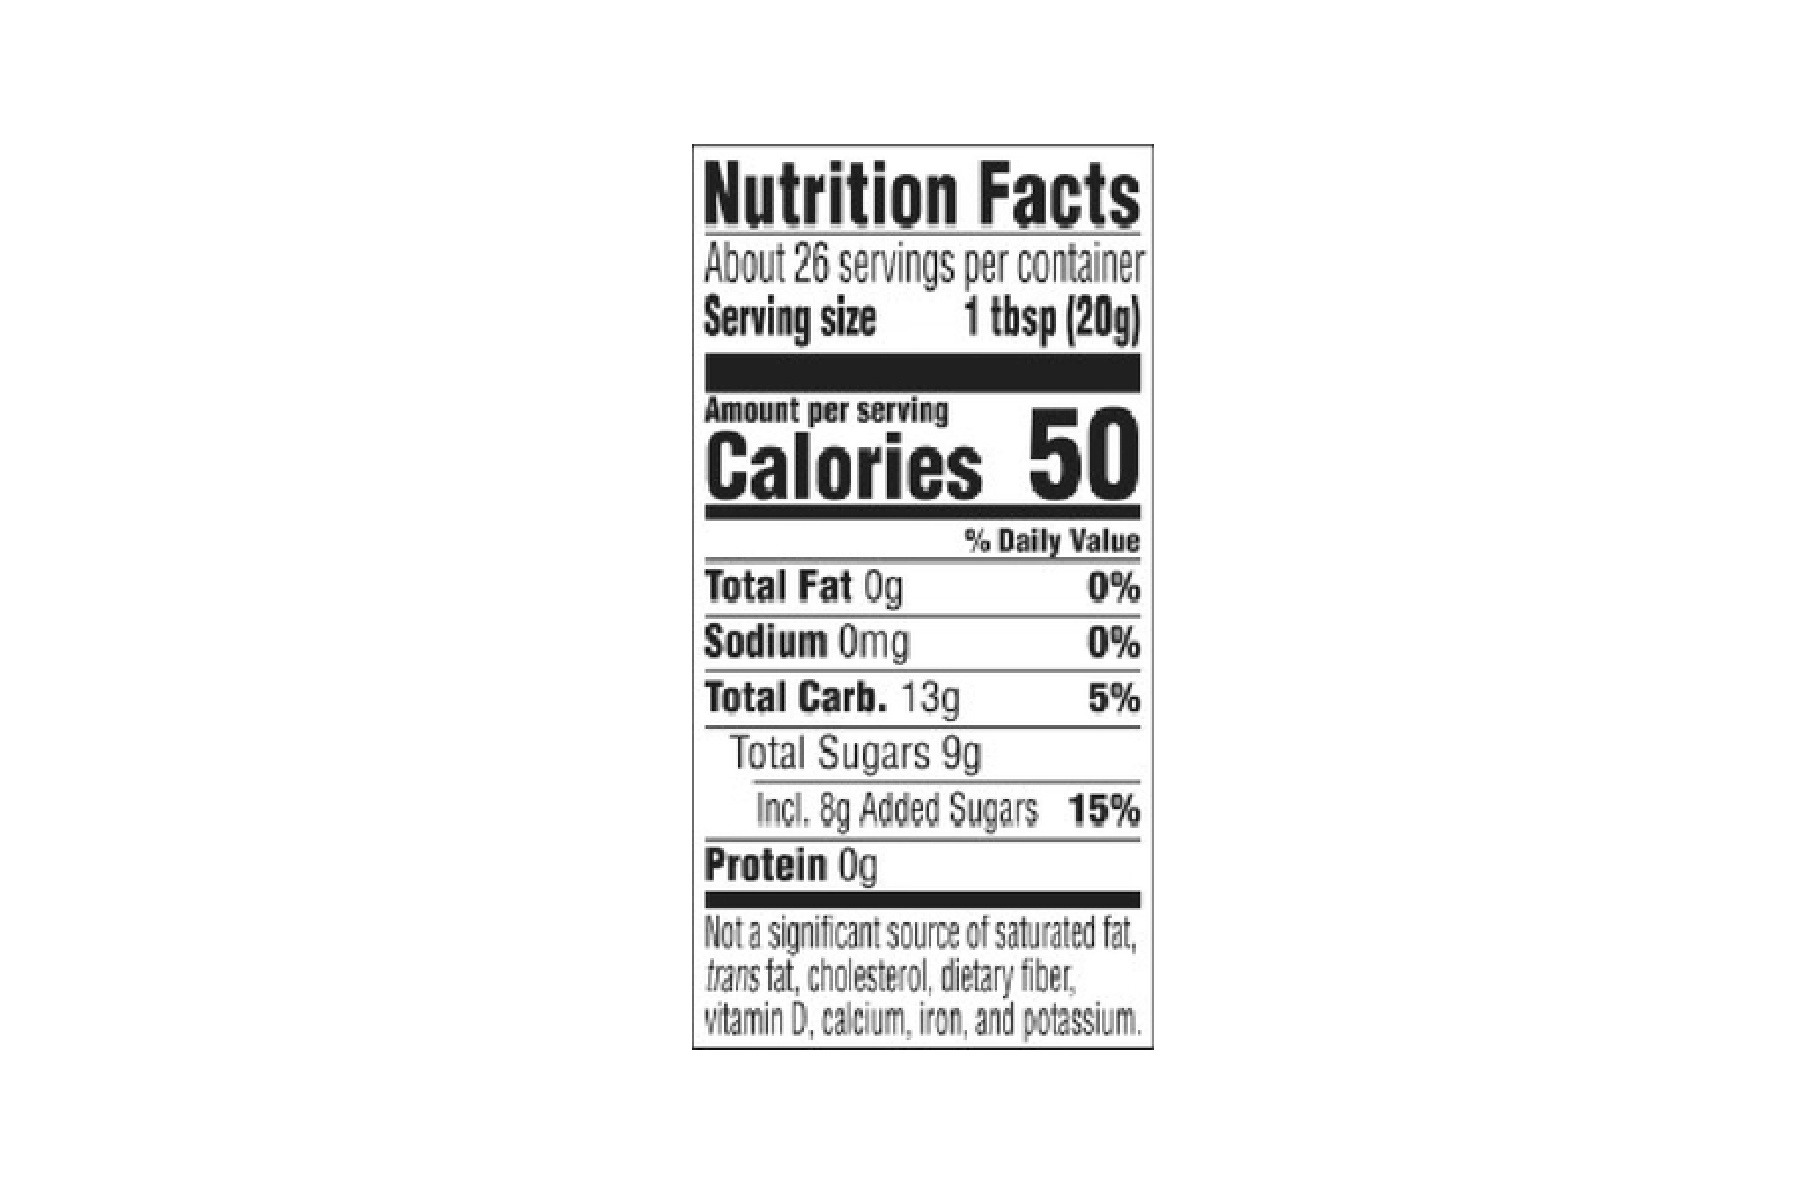 Nutrition Facts
About 26 servings per container
Serving size 1 tbsp (20g)
Amount per serving
Calories 50
% Daily Value
Total Fat 0g 0%
Sodium 0mg 0%
Total Carb. 13g 5%
Total Sugars 9g
Incl. 8g Added Sugars 15%
Protein 0g
Not a significant source of saturated fat,
trans fat, cholesterol, dietary fiber,
vitamin D, calcium, iron, and potassium.